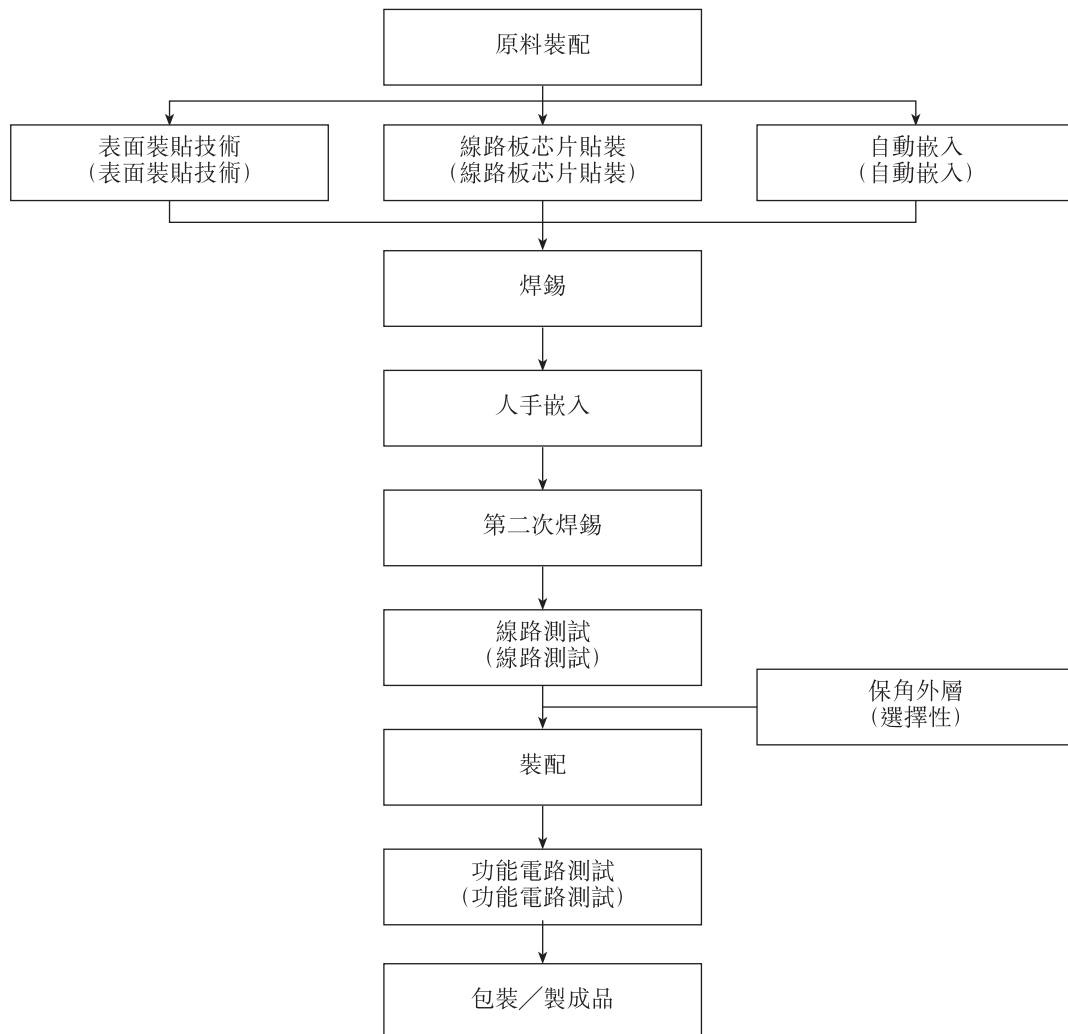 原料裝配
表面裝貼技術
(表面裝貼技術)
線路板芯片貼裝
(線路板芯片貼裝)
自動嵌入
(自動嵌入)
焊錫
人手嵌入
第二次焊錫
線路測試
(線路測試)
保角外層
(選擇性)
裝配
功能電路測試
(功能電路測試)
包裝／製成品